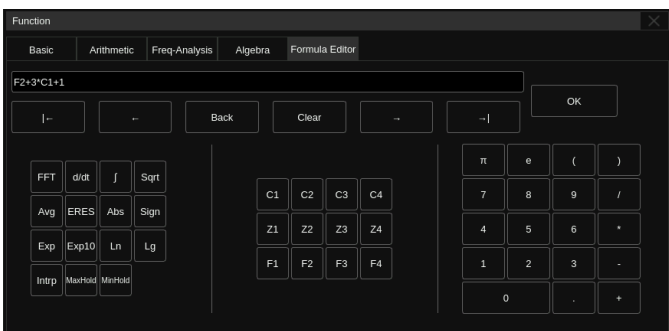 Function
Basic Arithmetic Freq-Analysis Algebra Formula Editor
F2+3*C1+1
OK
|← ← Back Clear → →|
π e ( )
FFT d/dt ∫ Sqrt
C1 C2 C3 C4
7 8 9 /
Avg ERES Abs Sign
Z1 Z2 Z3 Z4
4 5 6 *
Exp Exp10 Ln Lg
F1 F2 F3 F4
1 2 3 -
Intrp MaxHold MinHold
0 . +